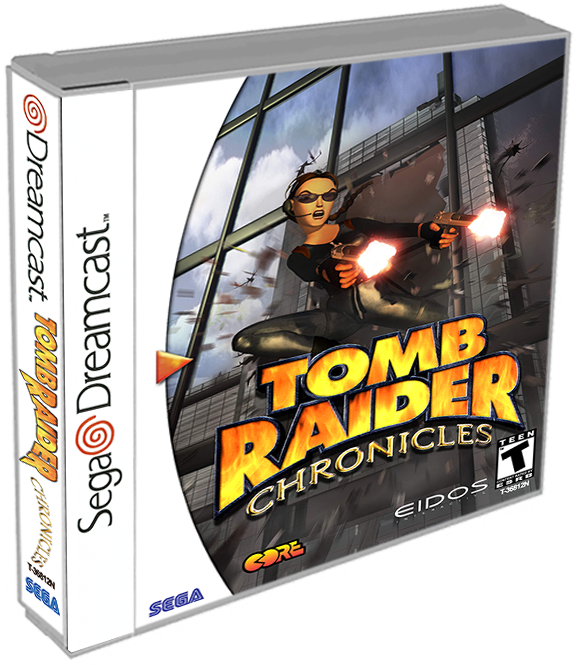 Dreamcast.
TOMB RAIDER
CHRONICLES
T-36812N
SEGA
Sega Dreamcast™
TOMB
RAIDER
CHRONICLES
EIDOS
CORE
SEGA
TEEN
T
ESRB
T-36812N